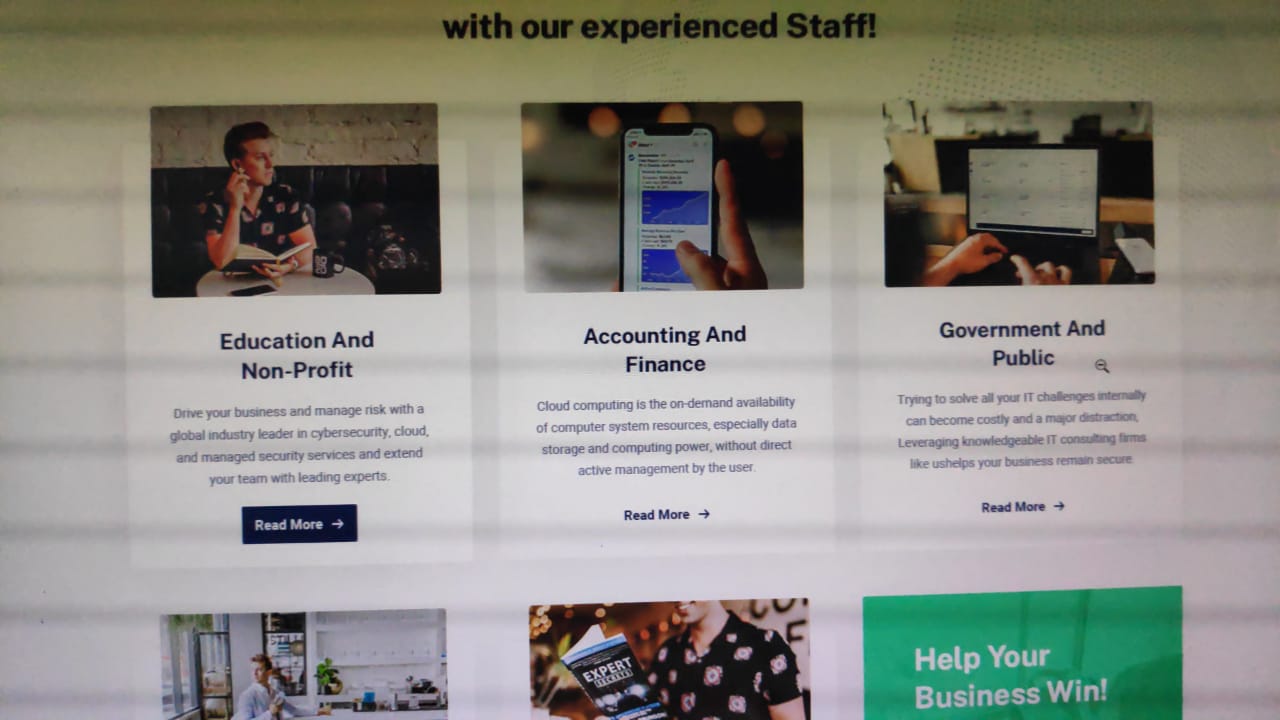 with our experienced Staff!
Education And
Non-Profit
Drive your business and manage risk with a
global industry leader in cybersecurity, cloud,
and managed security services and extend
your team with leading experts.
Read More →
Accounting And
Finance
Cloud computing is the on-demand availability
of computer system resources, especially data
storage and computing power, without direct
active management by the user.
Read More →
Government And
Public
Trying to solve all your IT challenges internally
can become costly and a major distraction,
Leveraging knowledgeable IT consulting firms
like ushelps your business remain secure.
Read More →
STILL
EXPERT
SECRETS
Help Your
Business Win!